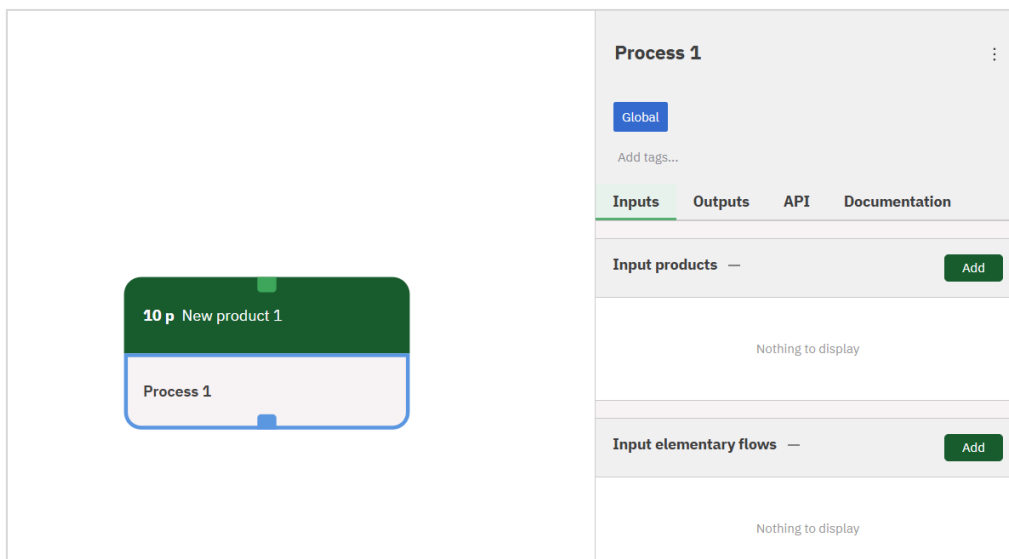 Process 1
Global
Add tags...
Inputs Outputs API Documentation
Input products —
Add
Nothing to display
Input elementary flows —
Add
Nothing to display
10 p New product 1
Process 1